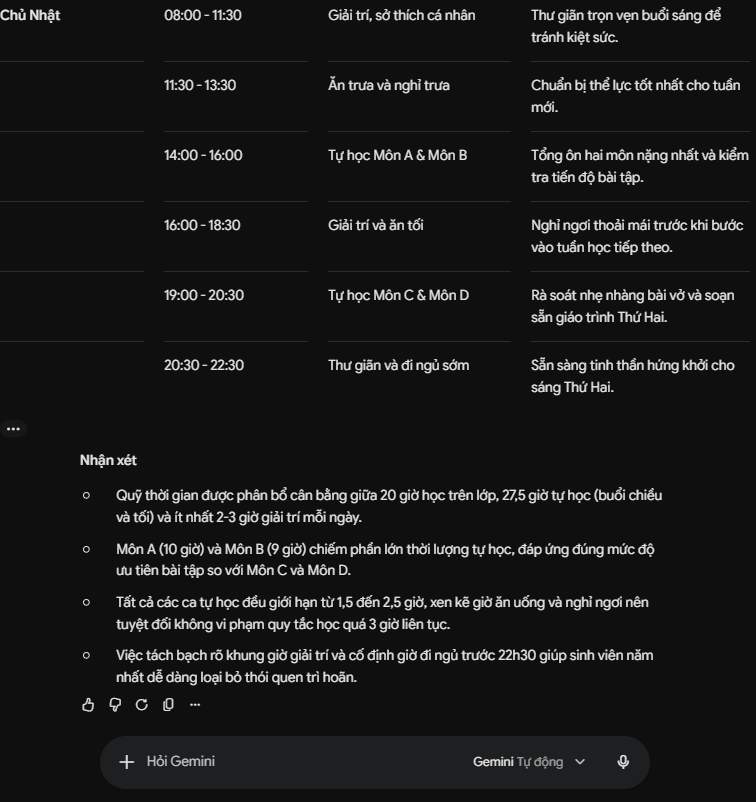 Chủ Nhật 08:00 - 11:30 Giải trí, sở thích cá nhân Thư giãn trọn vẹn buổi sáng để
tránh kiệt sức.
11:30 - 13:30 Ăn trưa và nghỉ trưa Chuẩn bị thể lực tốt nhất cho tuần
mới.
14:00 - 16:00 Tự học Môn A & Môn B Tổng ôn hai môn nặng nhất và kiểm
tra tiến độ bài tập.
16:00 - 18:30 Giải trí và ăn tối Nghỉ ngơi thoải mái trước khi bước
vào tuần học tiếp theo.
19:00 - 20:30 Tự học Môn C & Môn D Rà soát nhẹ nhàng bài vở và soạn
sẵn giáo trình Thứ Hai.
20:30 - 22:30 Thư giãn và đi ngủ sớm Sẵn sàng tinh thần hứng khởi cho
sáng Thứ Hai.
Nhận xét
Quỹ thời gian được phân bổ cân bằng giữa 20 giờ học trên lớp, 27,5 giờ tự học (buổi chiều
và tối) và ít nhất 2-3 giờ giải trí mỗi ngày.
Môn A (10 giờ) và Môn B (9 giờ) chiếm phần lớn thời lượng tự học, đáp ứng đúng mức độ
ưu tiên bài tập so với Môn C và Môn D.
Tất cả các ca tự học đều giới hạn từ 1,5 đến 2,5 giờ, xen kẽ giờ ăn uống và nghỉ ngơi nên
tuyệt đối không vi phạm quy tắc học quá 3 giờ liên tục.
Việc tách bạch rõ khung giờ giải trí và cố định giờ đi ngủ trước 22h30 giúp sinh viên năm
nhất dễ dàng loại bỏ thói quen trì hoãn.
Hỏi Gemini Gemini Tự động